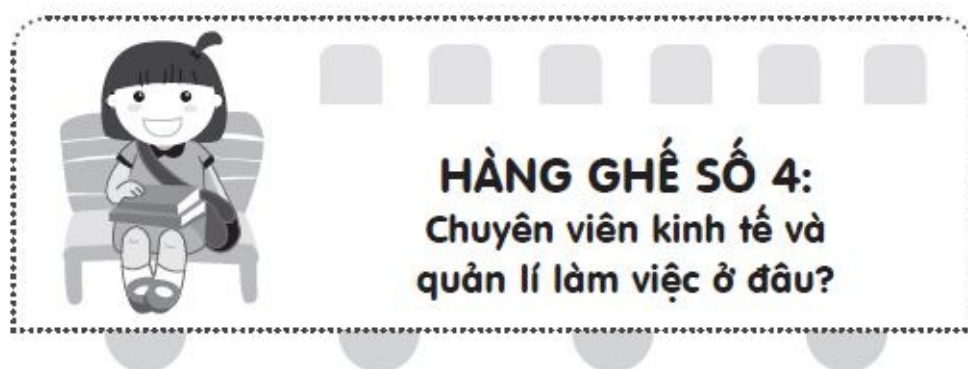 HÀNG GHẾ SỐ 4:
Chuyên viên kinh tế và
quản lí làm việc ở đâu?